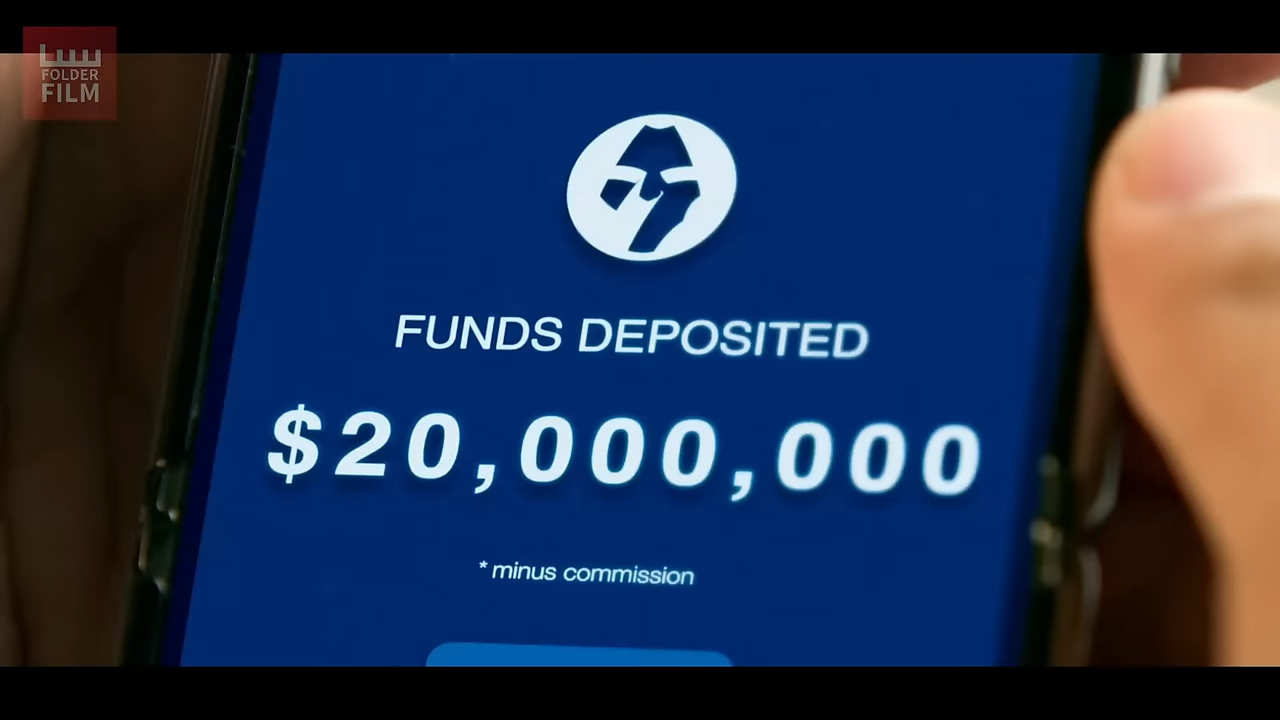 FOLDER
FILM
FUNDS DEPOSITED
$20,000,000
* minus commission